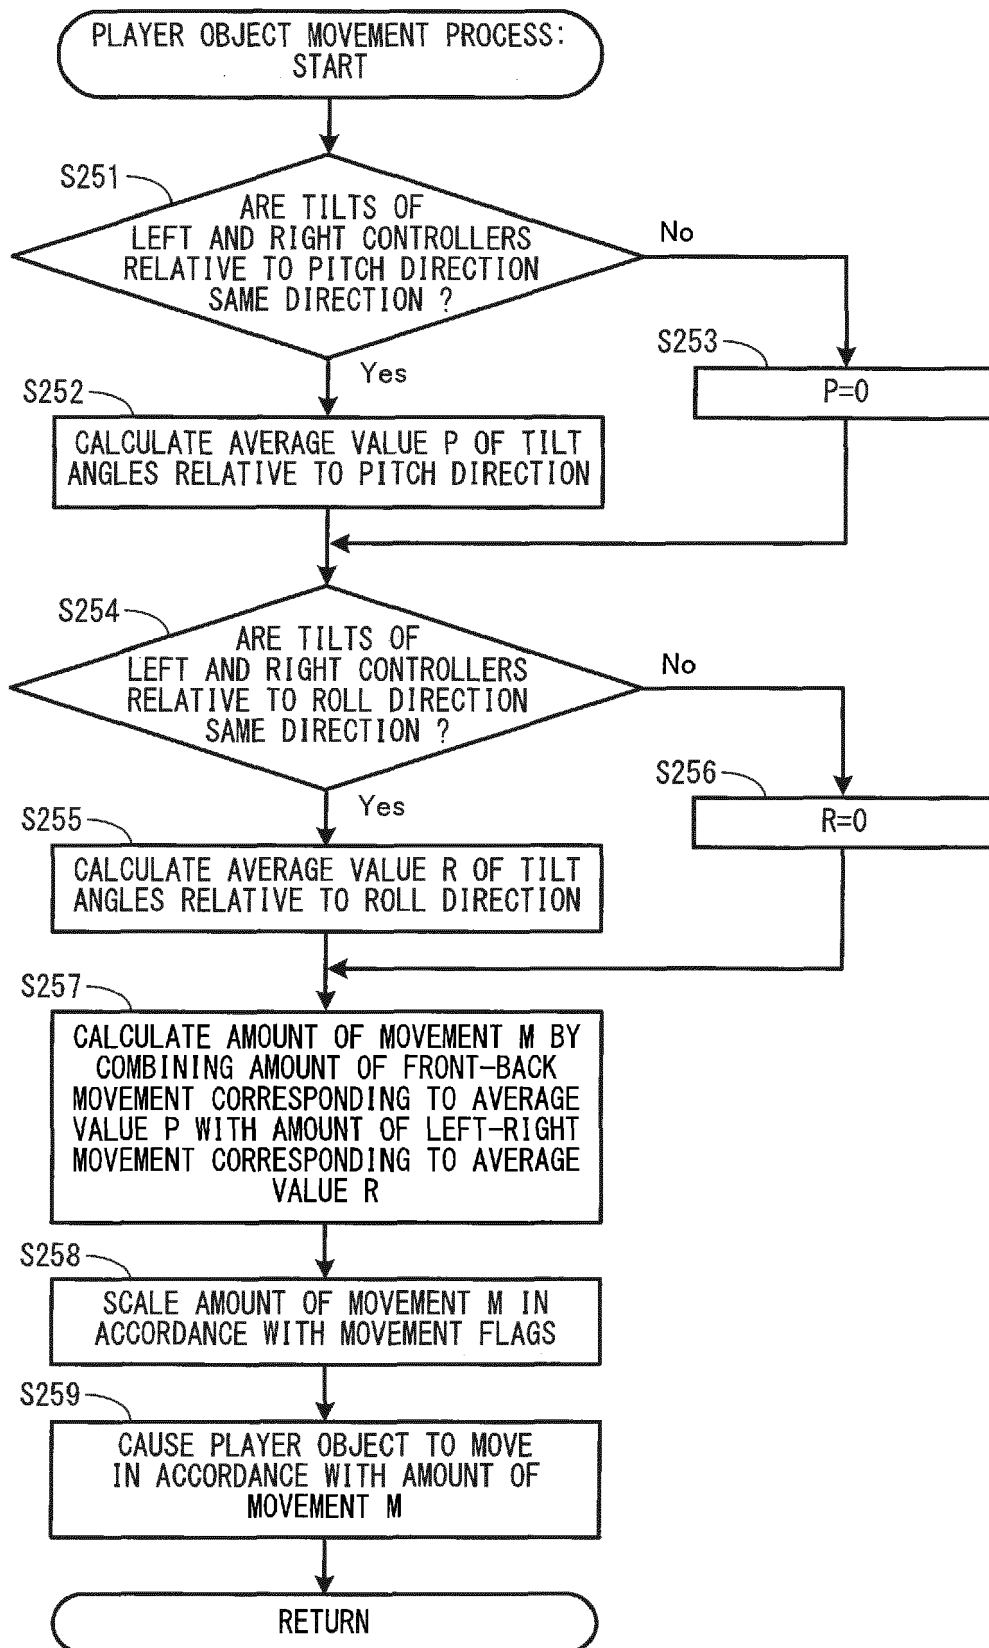 PLAYER OBJECT MOVEMENT PROCESS:
START
S251
ARE TILTS OF
LEFT AND RIGHT CONTROLLERS
RELATIVE TO PITCH DIRECTION
SAME DIRECTION ?
No
Yes
S253
P=0
S252
CALCULATE AVERAGE VALUE P OF TILT
ANGLES RELATIVE TO PITCH DIRECTION
S254
ARE TILTS OF
LEFT AND RIGHT CONTROLLERS
RELATIVE TO ROLL DIRECTION
SAME DIRECTION ?
No
Yes
S256
R=0
S255
CALCULATE AVERAGE VALUE R OF TILT
ANGLES RELATIVE TO ROLL DIRECTION
S257
CALCULATE AMOUNT OF MOVEMENT M BY
COMBINING AMOUNT OF FRONT-BACK
MOVEMENT CORRESPONDING TO AVERAGE
VALUE P WITH AMOUNT OF LEFT-RIGHT
MOVEMENT CORRESPONDING TO AVERAGE
VALUE R
S258
SCALE AMOUNT OF MOVEMENT M IN
ACCORDANCE WITH MOVEMENT FLAGS
S259
CAUSE PLAYER OBJECT TO MOVE
IN ACCORDANCE WITH AMOUNT OF
MOVEMENT M
RETURN